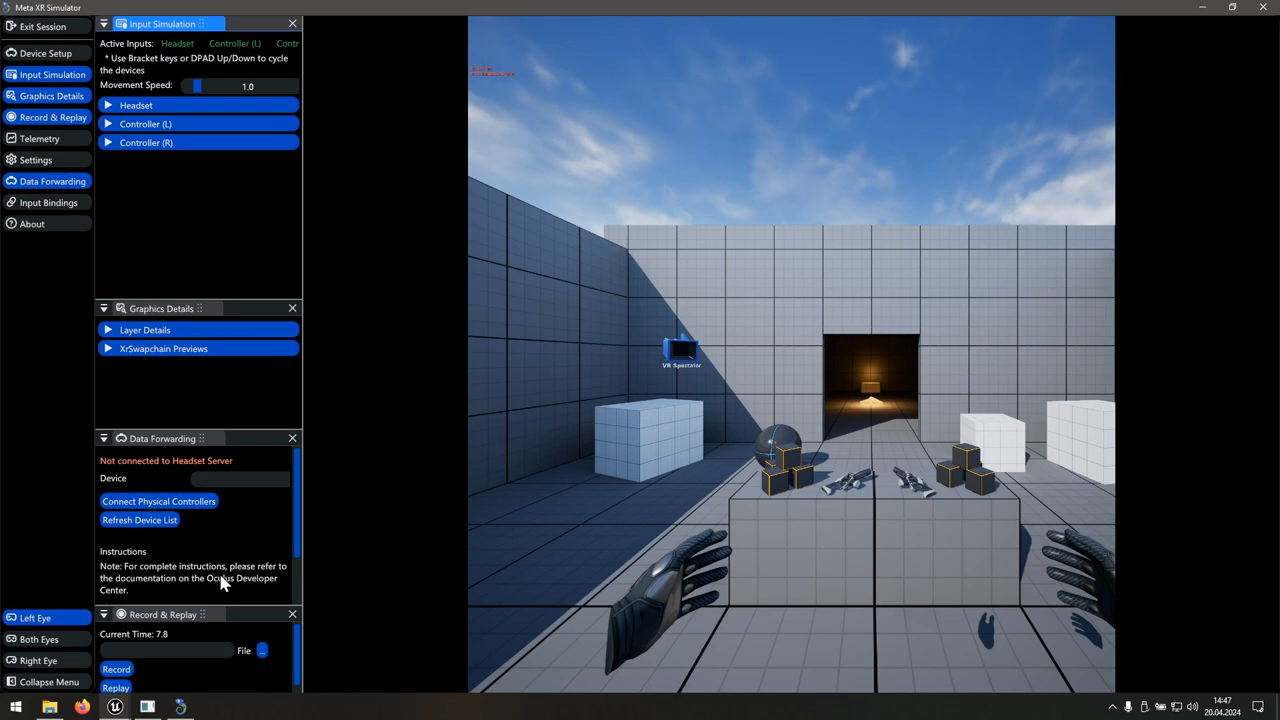 Meta XR Simulator
Exit Session
Device Setup
Input Simulation
Graphics Details
Record & Replay
Telemetry
Settings
Data Forwarding
Input Bindings
About
Left Eye
Both Eyes
Right Eye
Collapse Menu
Input Simulation
Active Inputs: Headset Controller (L) Contr
* Use Bracket keys or DPAD Up/Down to cycle
the devices
Movement Speed: 1.0
Headset
Controller (L)
Controller (R)
Graphics Details
Layer Details
XrSwapchain Previews
Data Forwarding
Not connected to Headset Server
Device
Connect Physical Controllers
Refresh Device List
Instructions
Note: For complete instructions, please refer to
the documentation on the Oculus Developer
Center.
Record & Replay
Current Time: 7.8
File ...
Record
Replay
VR Spectator
14:47
20.04.2024